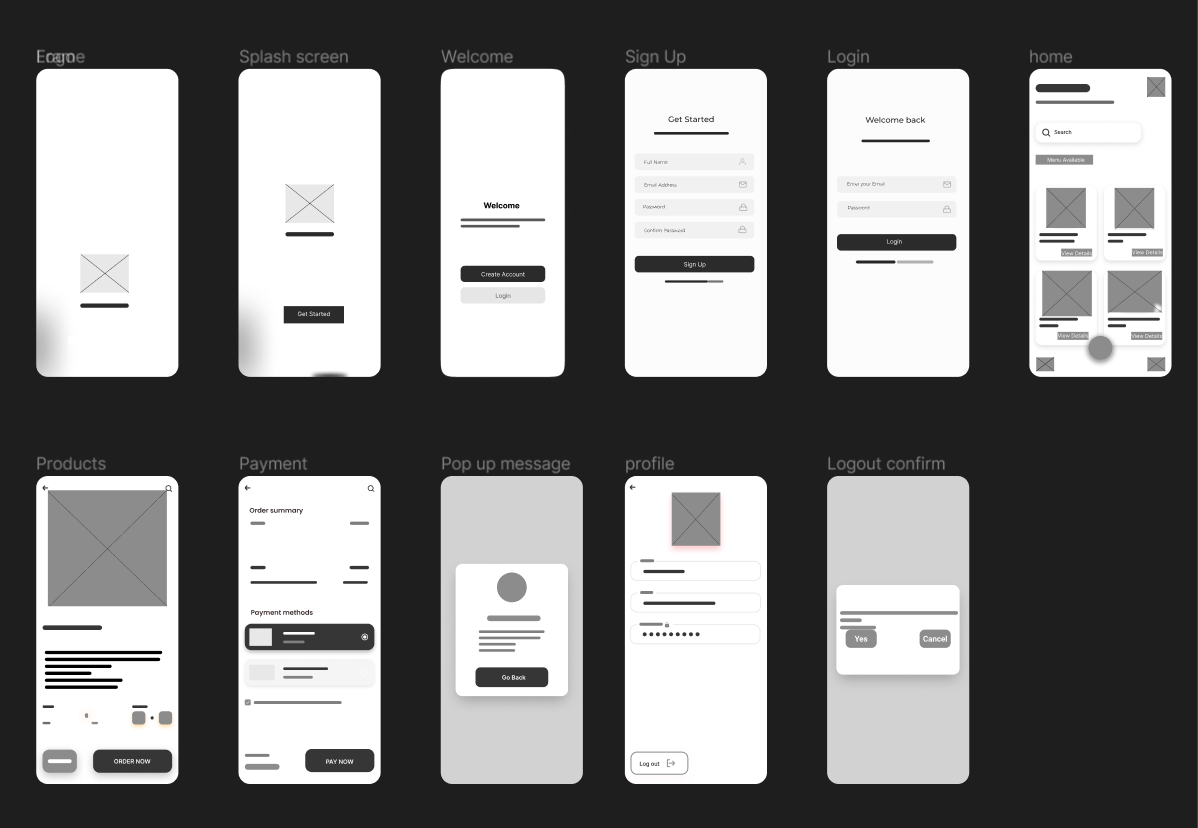 Splash screen
Welcome
Sign Up
Login
home
Get Started
Welcome
Create Account
Login
Get Started
Full Name
Email Address
Password
Confirm Password
Sign Up
Welcome back
Enter your Email
Password
Login
Search
Menu Available
View Details
View Details
View Details
View Details
Products
Payment
Pop up message
profile
Logout confirm
ORDER NOW
Order summary
Payment methods
PAY NOW
Go Back
Log out
Yes
Cancel